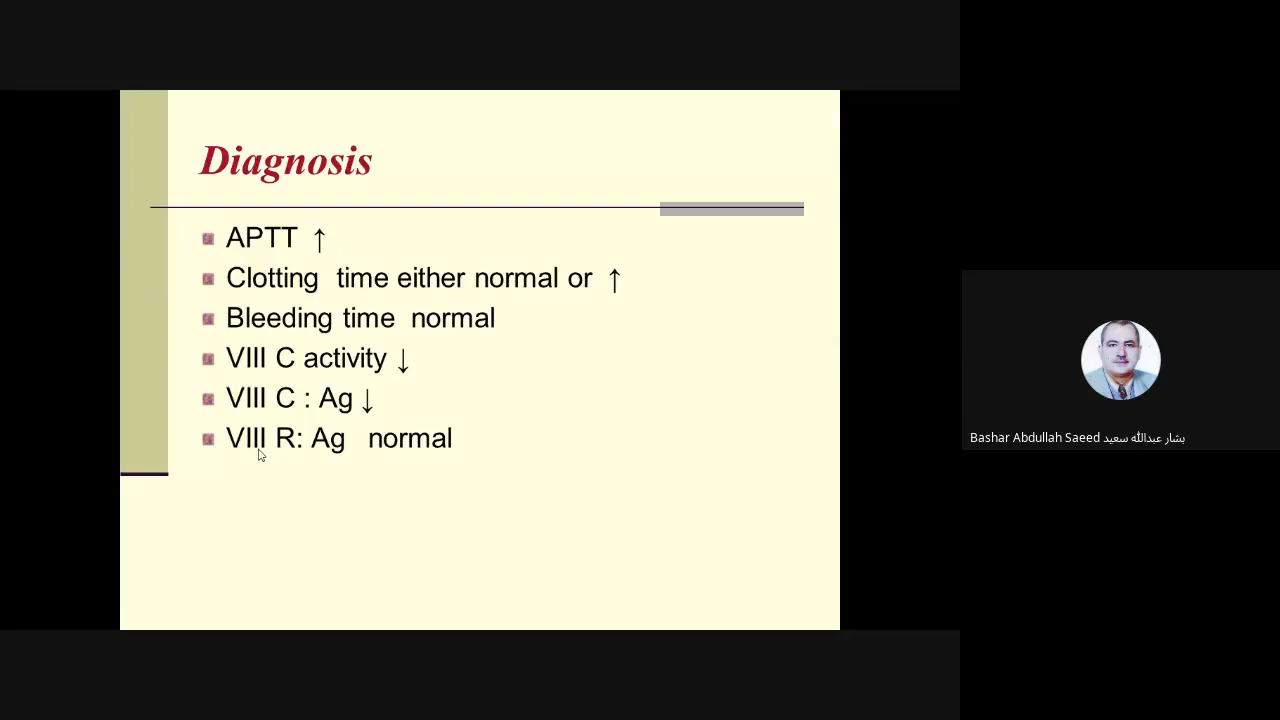 Diagnosis
APTT ↑
Clotting time either normal or ↑
Bleeding time normal
VIII C activity ↓
VIII C : Ag ↓
VIII R: Ag normal
Bashar Abdullah Saeed بشار عبدالله سعيد